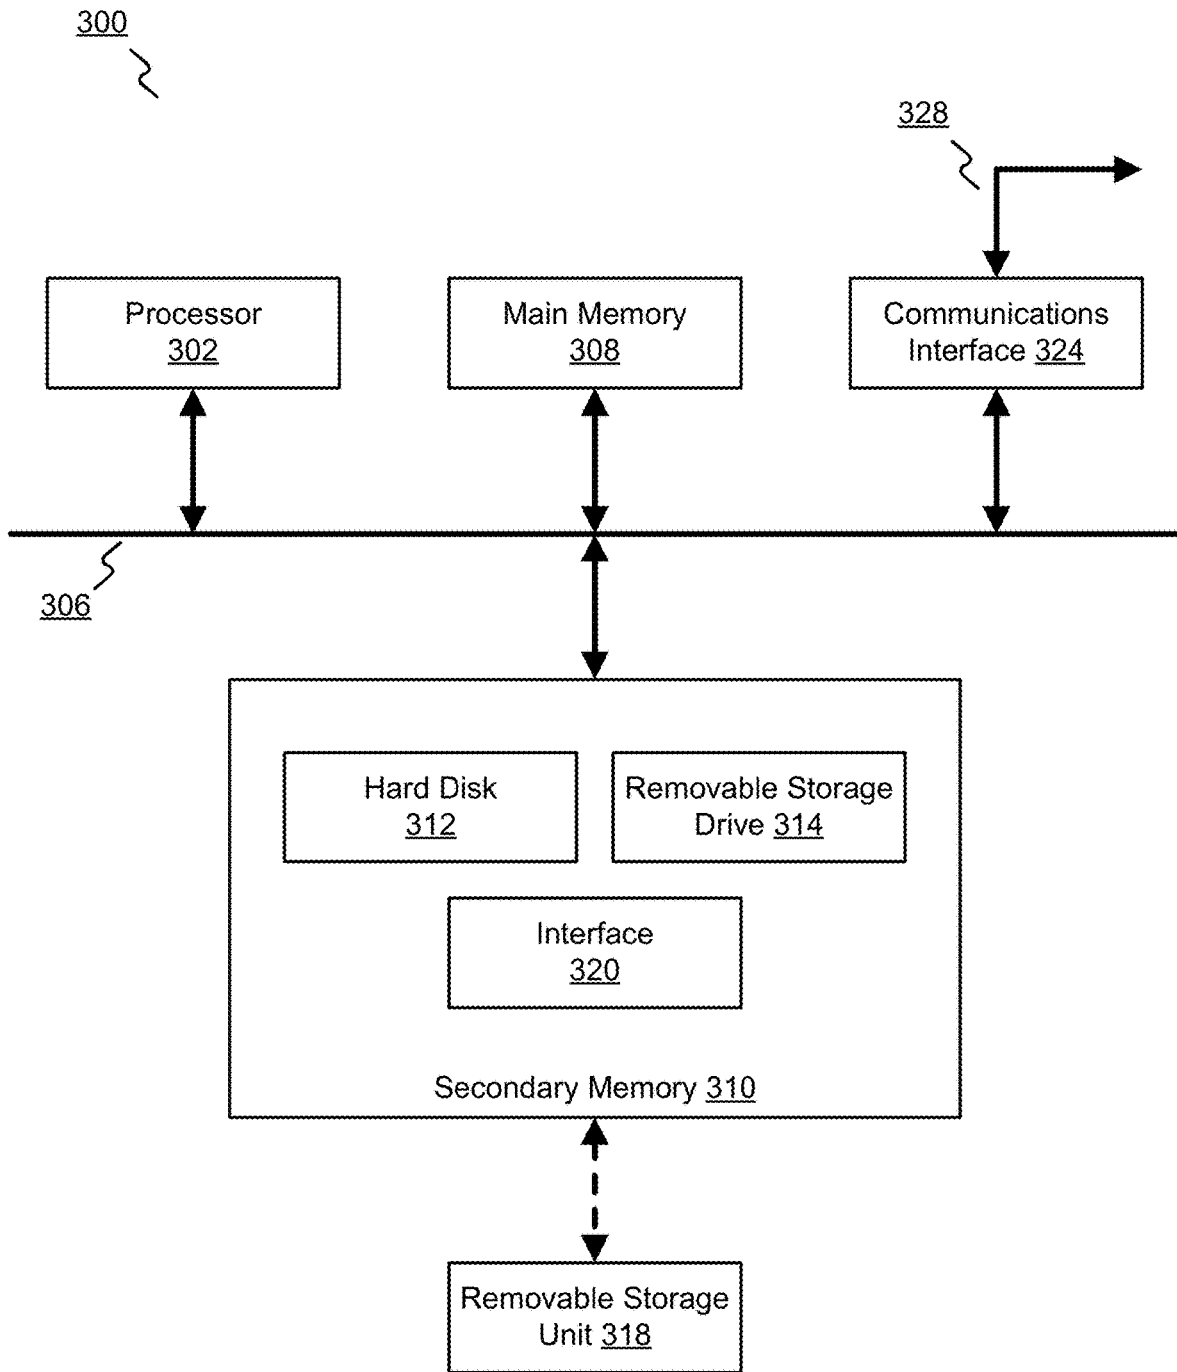 300
328
Processor
302
Main Memory
308
Communications
Interface 324
306
Hard Disk
312
Removable Storage
Drive 314
Interface
320
Secondary Memory 310
Removable Storage
Unit 318